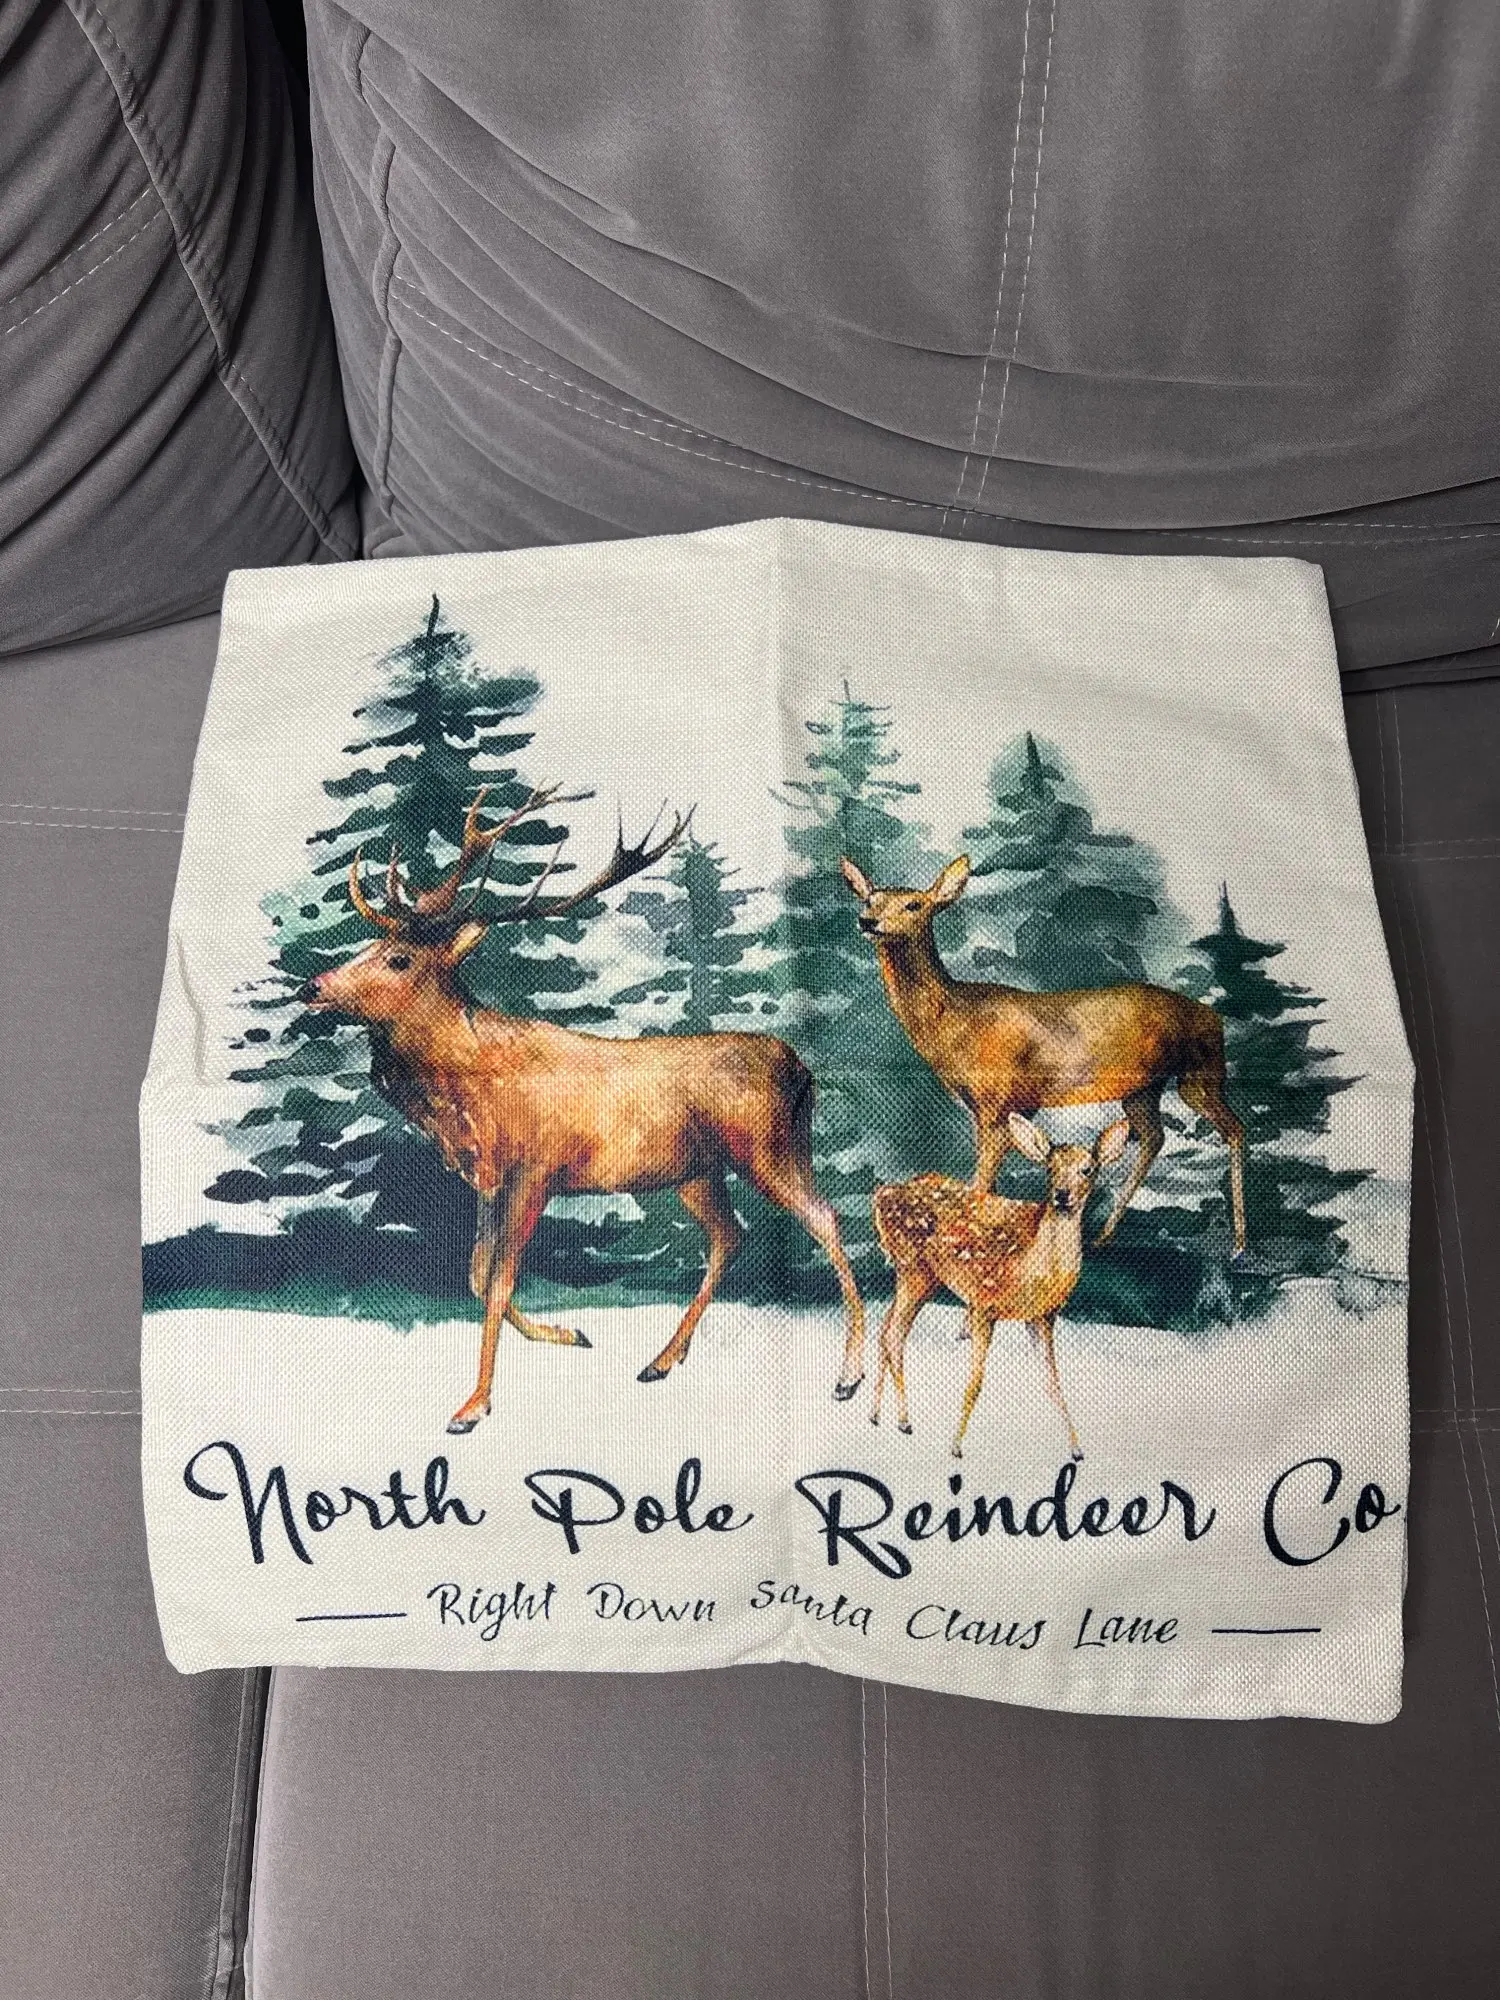 North Pole Reindeer Co
Right Down Santa Claus Lane